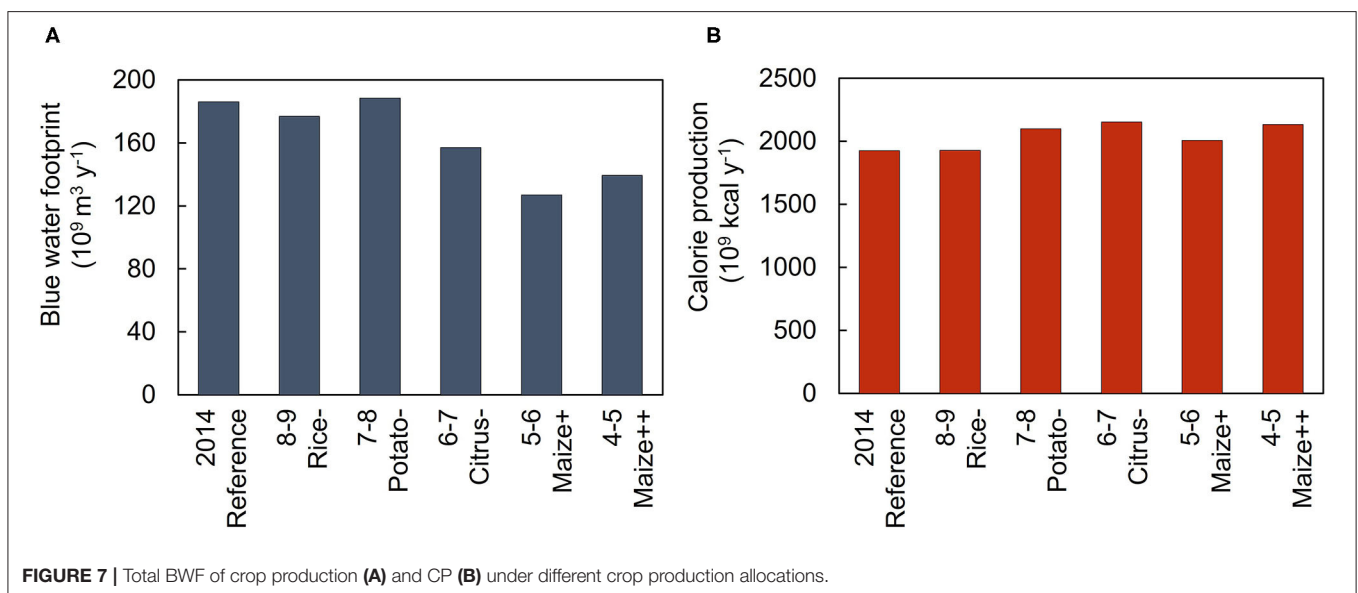 A
Blue water footprint
(10⁹ m³ y⁻¹)
200
160
120
80
40
0
2014
Reference
8-9
Rice-
7-8
Potato-
6-7
Citrus-
5-6
Maize+
4-5
Maize++
B
Calorie production
(10⁹ kcal y⁻¹)
2500
2000
1500
1000
500
0
2014
Reference
8-9
Rice-
7-8
Potato-
6-7
Citrus-
5-6
Maize+
4-5
Maize++
FIGURE 7 | Total BWF of crop production (A) and CP (B) under different crop production allocations.